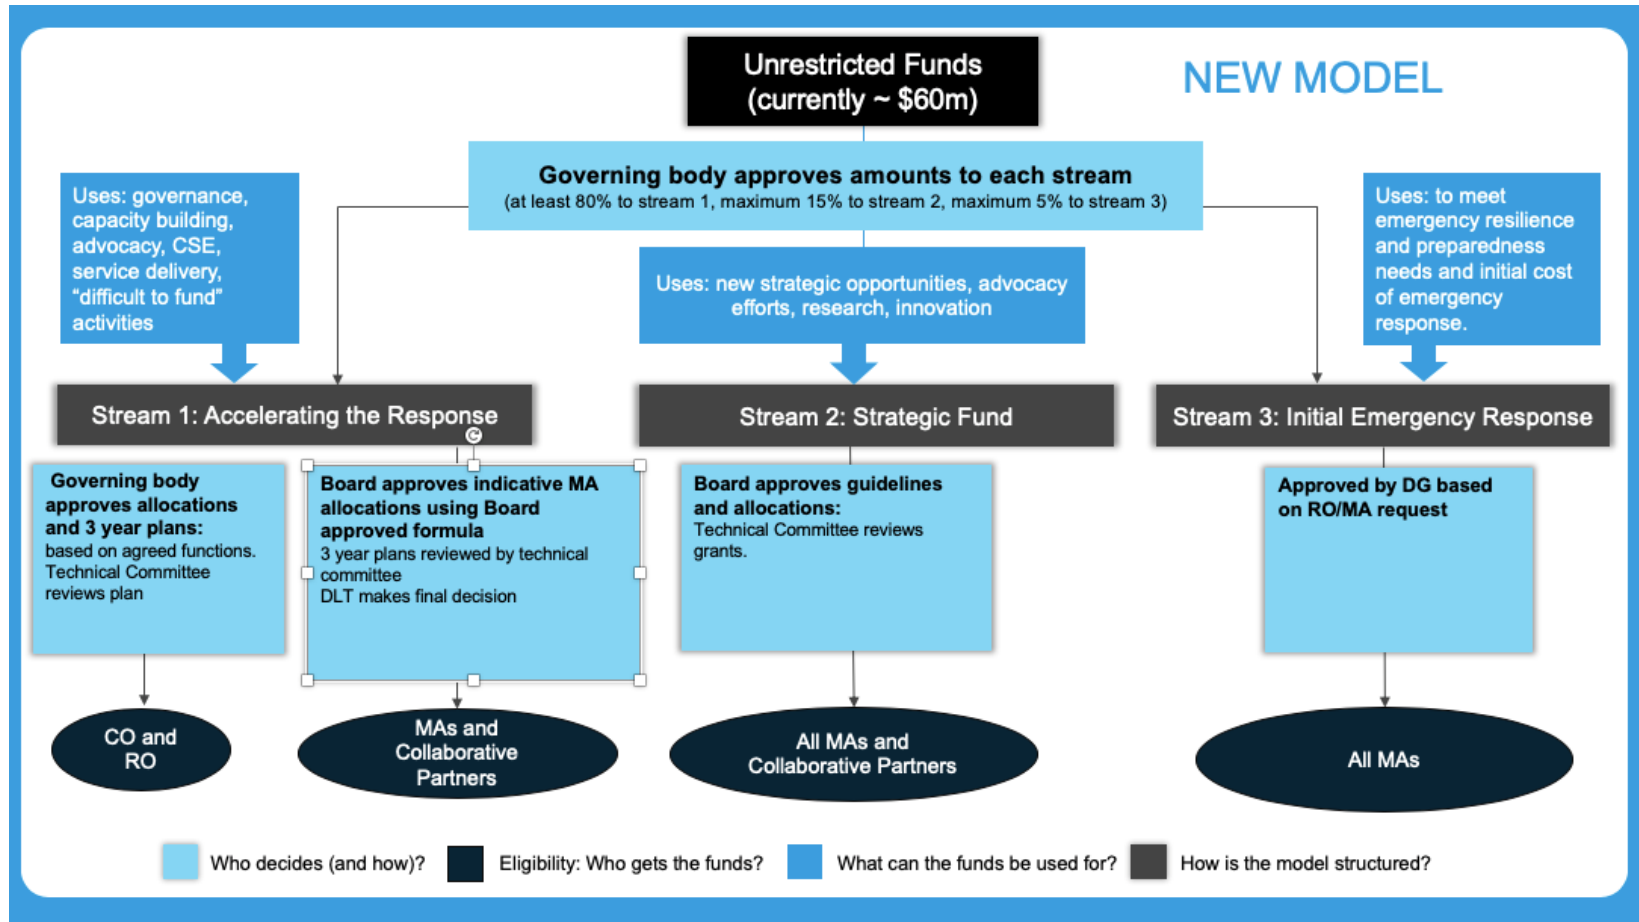 Unrestricted Funds
(currently ~ $60m)
NEW MODEL
Governing body approves amounts to each stream
(at least 80% to stream 1, maximum 15% to stream 2, maximum 5% to stream 3)
Uses: governance,
capacity building,
advocacy, CSE,
service delivery,
“difficult to fund”
activities
Uses: new strategic opportunities, advocacy
efforts, research, innovation
Uses: to meet
emergency resilience
and preparedness
needs and initial cost
of emergency
response.
Stream 1: Accelerating the Response
Stream 2: Strategic Fund
Stream 3: Initial Emergency Response
Governing body
approves allocations
and 3 year plans:
based on agreed functions.
Technical Committee
reviews plan
Board approves indicative MA
allocations using Board
approved formula
3 year plans reviewed by technical
committee
DLT makes final decision
Board approves guidelines
and allocations:
Technical Committee reviews
grants.
Approved by DG based
on RO/MA request
CO and
RO
MAs and
Collaborative
Partners
All MAs and
Collaborative Partners
All MAs
Who decides (and how)?
Eligibility: Who gets the funds?
What can the funds be used for?
How is the model structured?